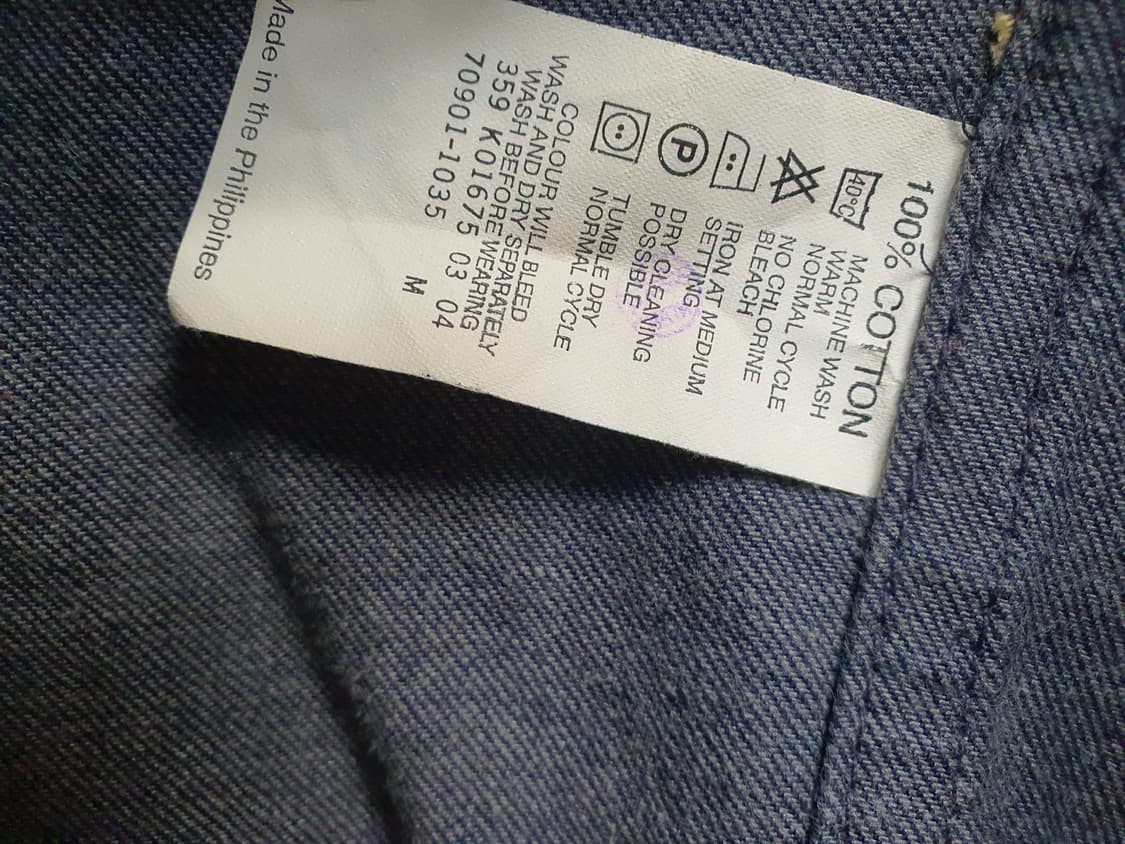 100% COTTON
40°C
MACHINE WASH
WARM
NORMAL CYCLE
NO CHLORINE
BLEACH
IRON AT MEDIUM
SETTING
P
DRY CLEANING
POSSIBLE
TUMBLE DRY
NORMAL CYCLE
COLOUR WILL BLEED
WASH AND DRY SEPARATELY
WASH BEFORE WEARING
359 K01675 03 04
70901-1035
M
Made in the Philippines